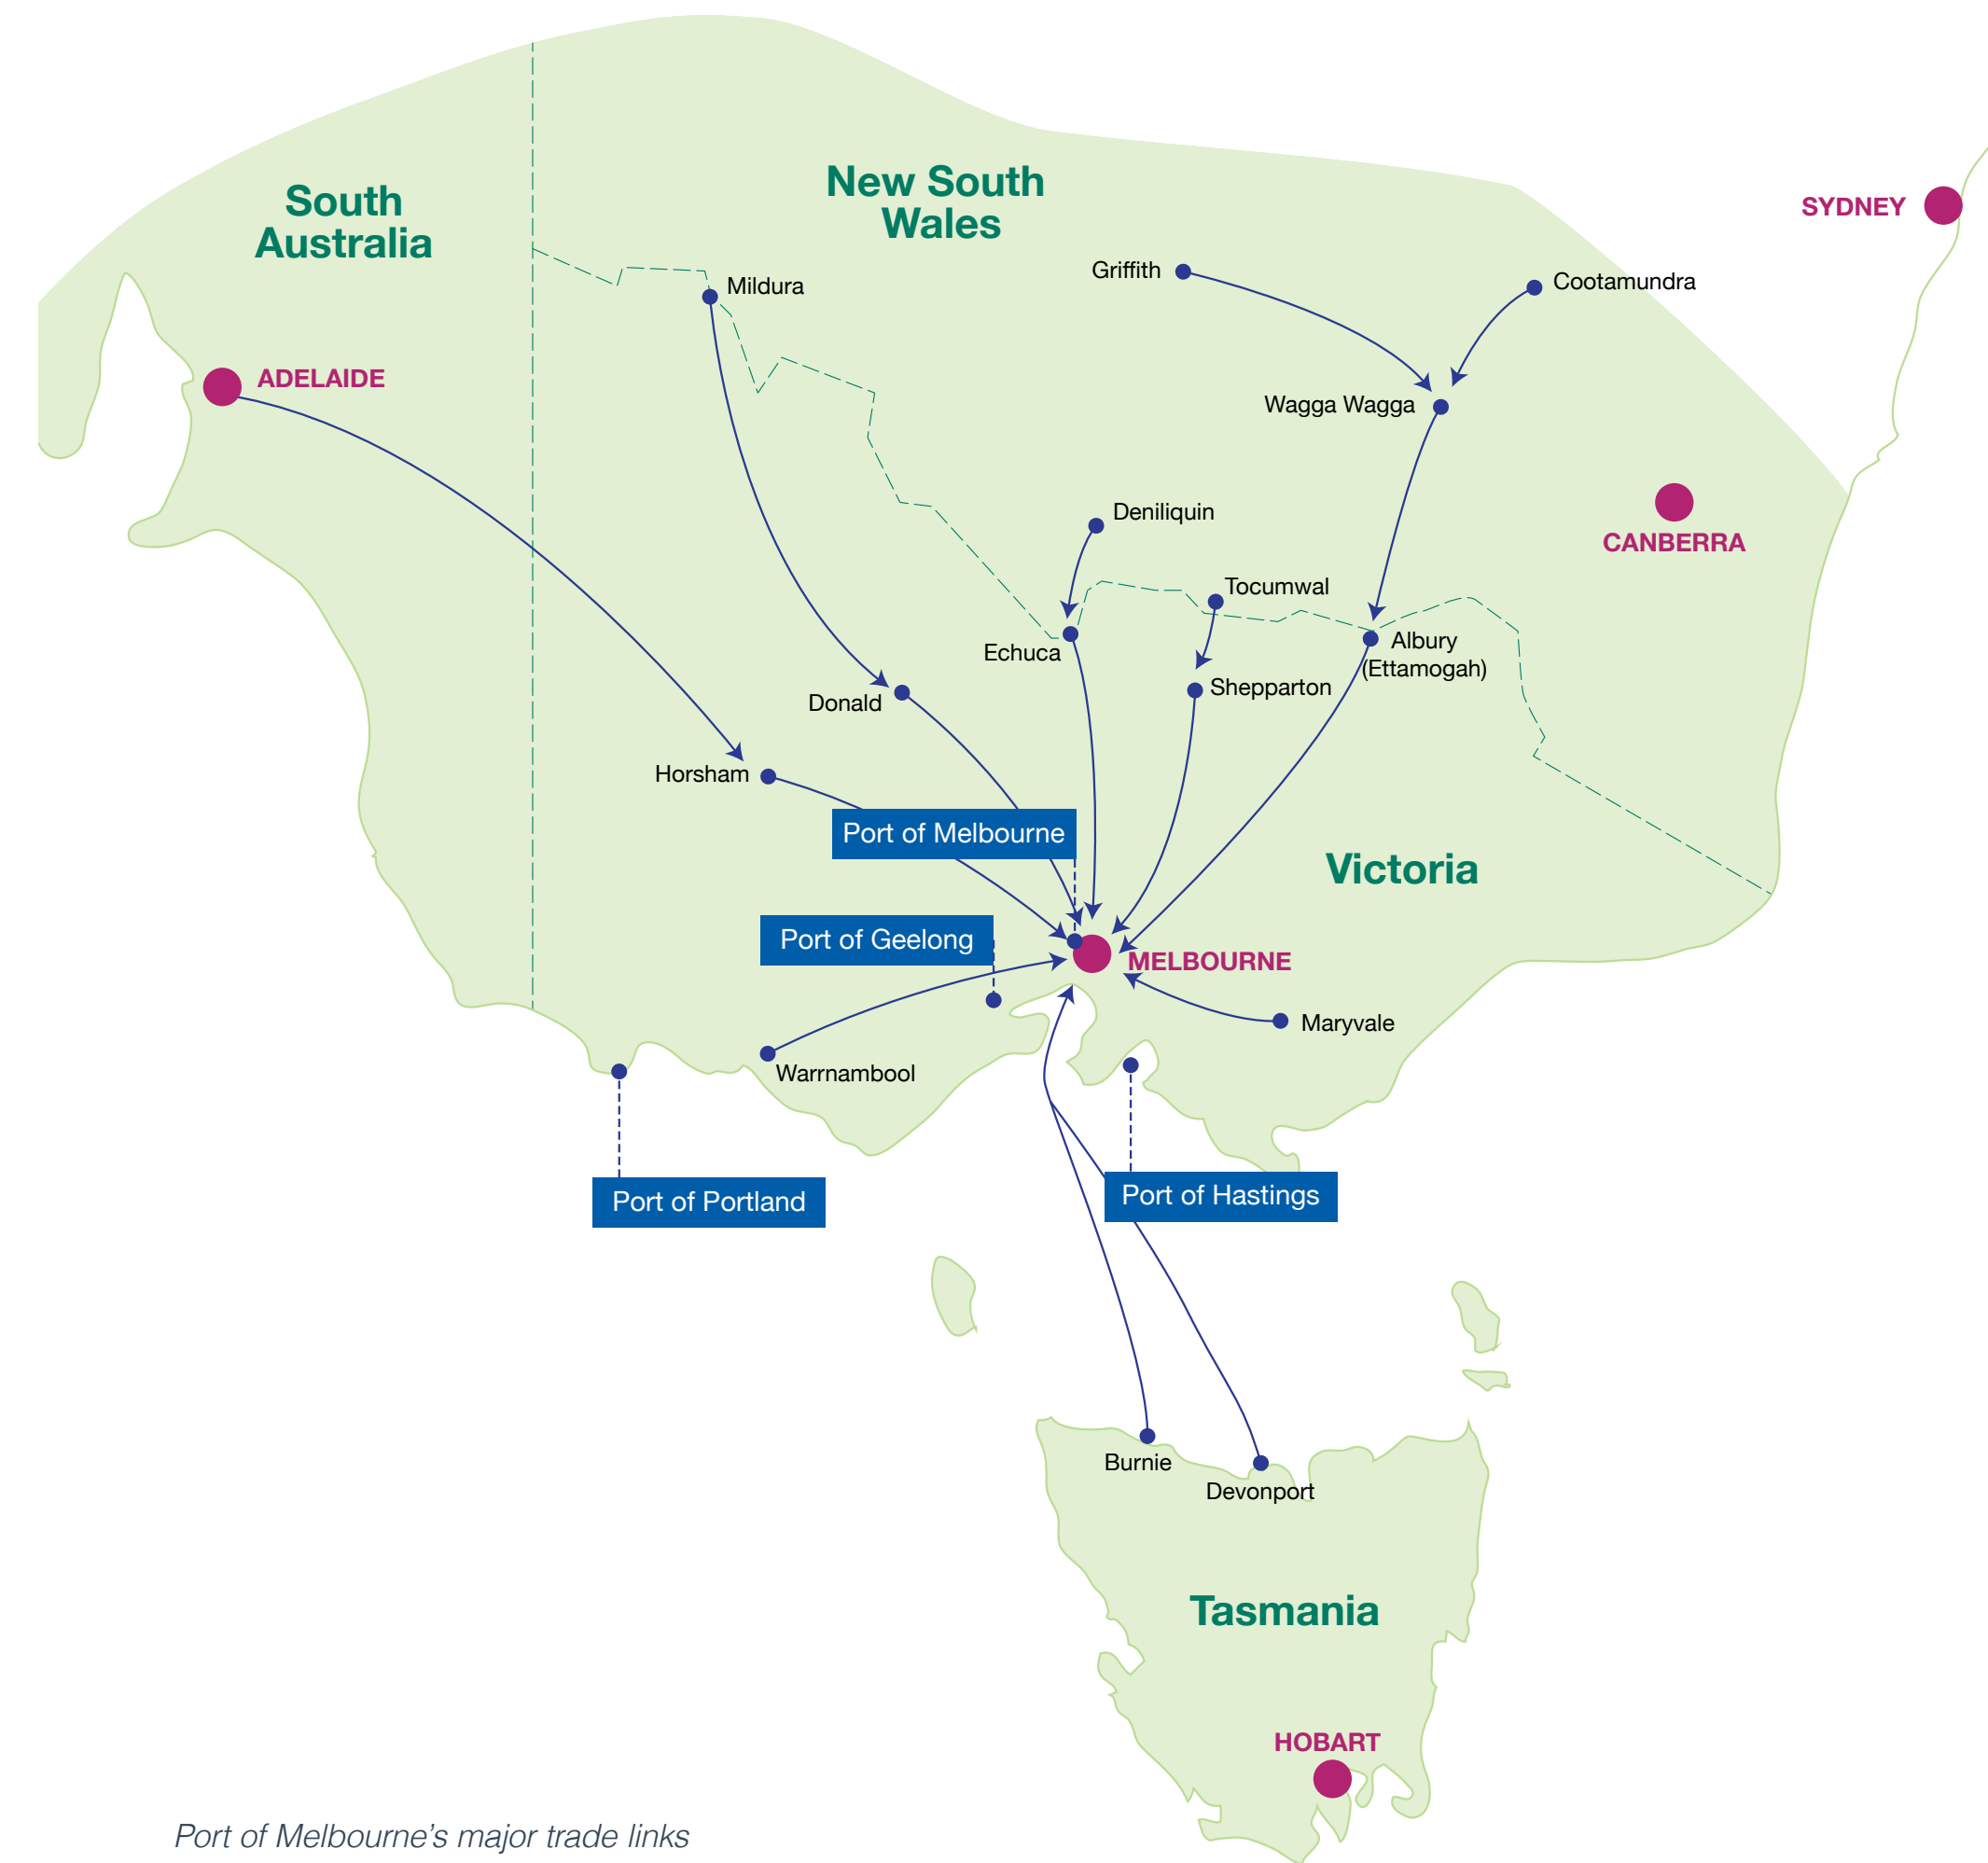 South
Australia
New South
Wales
SYDNEY
Griffith
Cootamundra
Mildura
ADELAIDE
Wagga Wagga
Deniliquin
CANBERRA
Tocumwal
Echuca
Albury
(Ettamogah)
Shepparton
Donald
Horsham
Port of Melbourne
Victoria
Port of Geelong
MELBOURNE
Maryvale
Warrnambool
Port of Portland
Port of Hastings
Burnie
Devonport
Tasmania
HOBART
Port of Melbourne’s major trade links